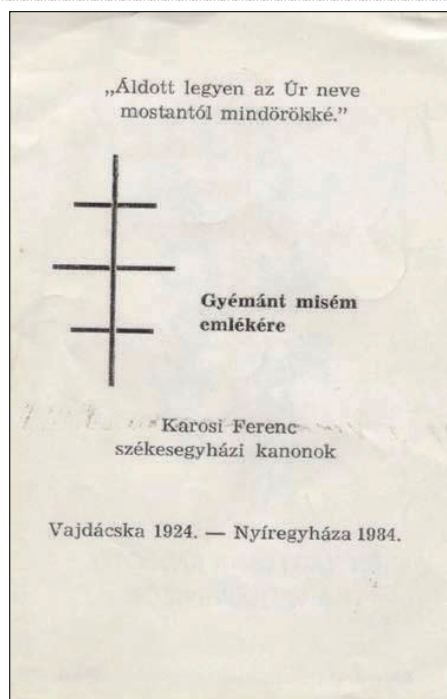 „Áldott legyen az Úr neve
mostantól mindörökké.”
Gyémánt misém
emlékére
Karosi Ferenc
székesegyházi kanonok
Vajdácska 1924. — Nyíregyháza 1984.